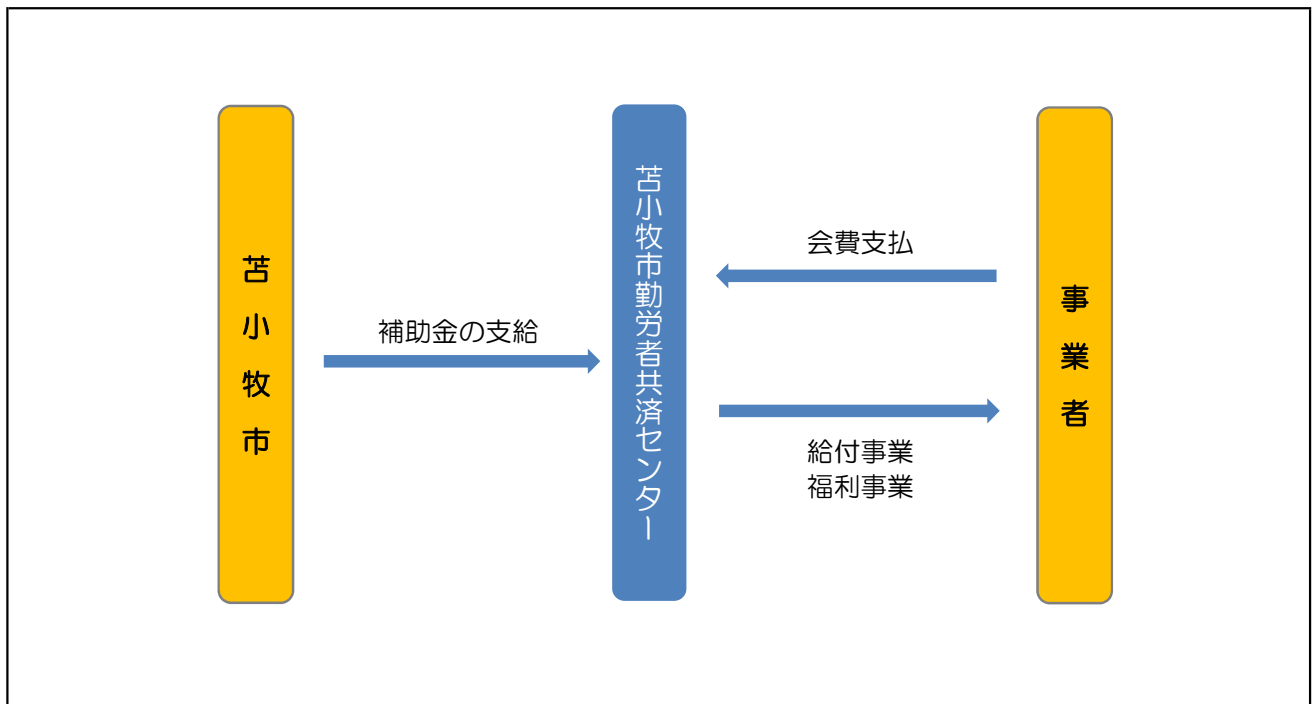 苫小牧市
補助金の支給
苫小牧市勤労者共済センター
会費支払
給付事業
福利事業
事業者